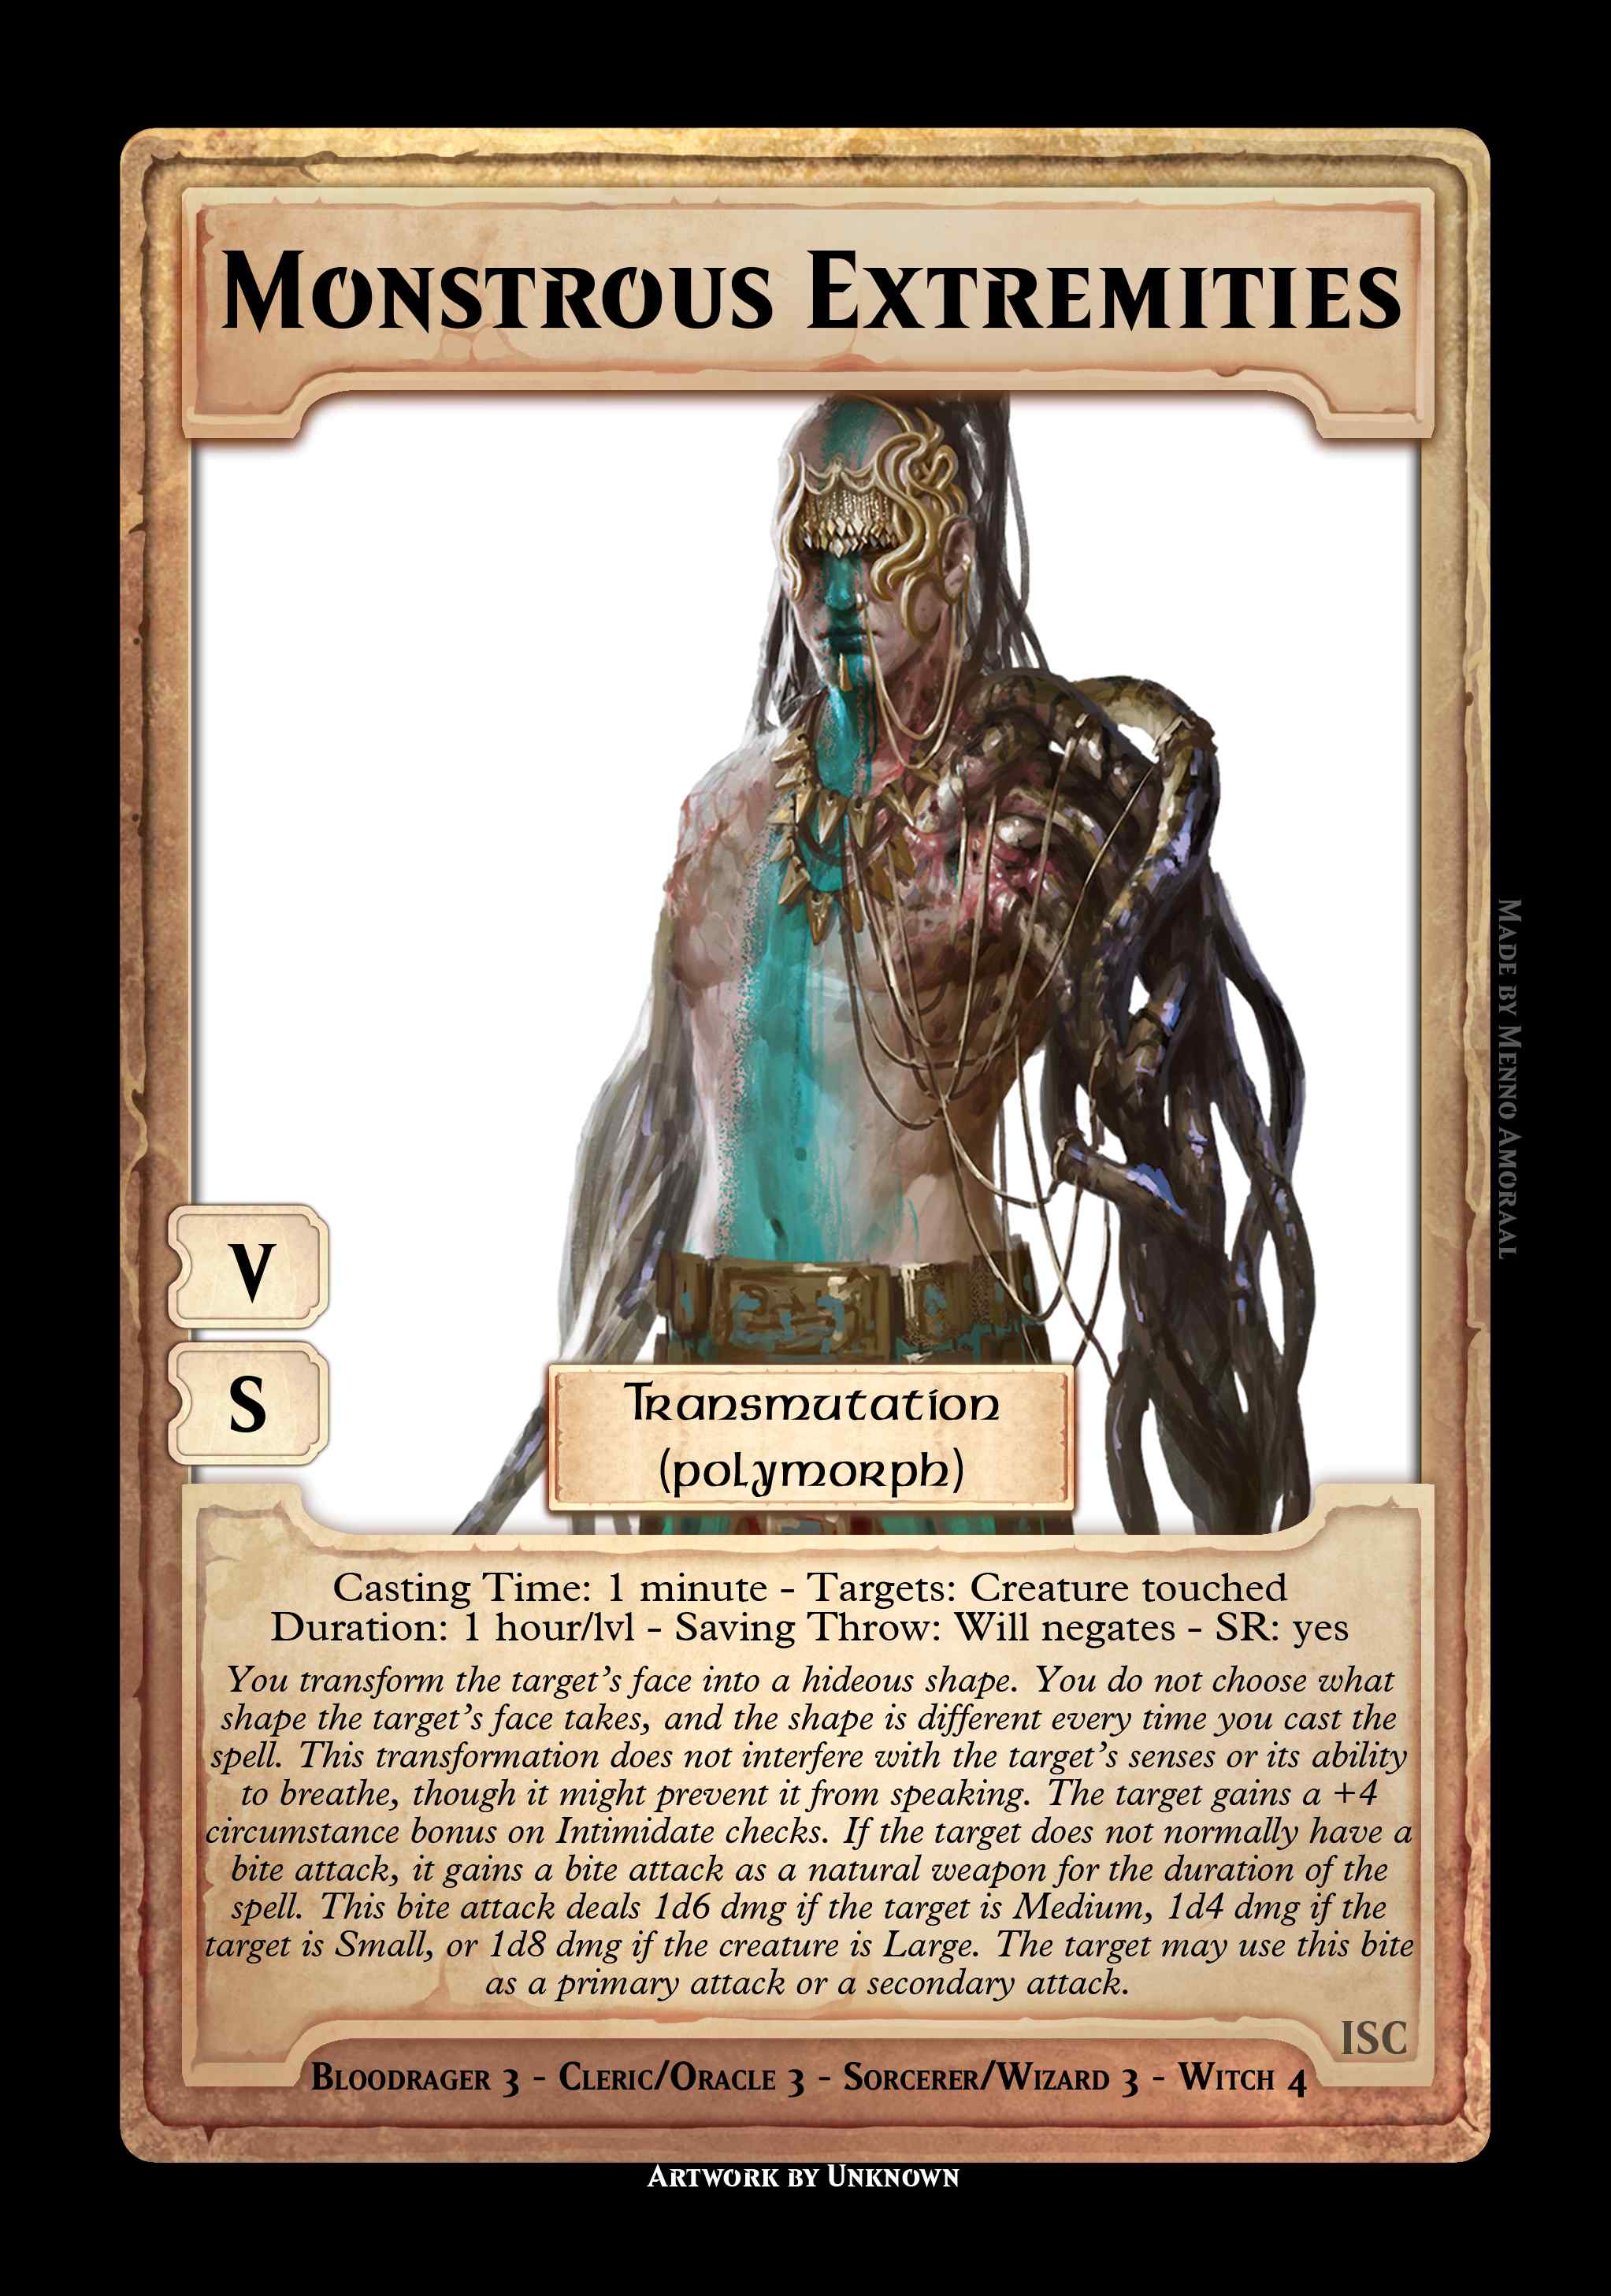 Monstrous Extremities
Made by Menno Amoraal
V
S
Transmutation
(polymorph)
Casting Time: 1 minute - Targets: Creature touched
Duration: 1 hour/lvl - Saving Throw: Will negates - SR: yes
You transform the target's face into a hideous shape. You do not choose what
shape the target's face takes, and the shape is different every time you cast the
spell. This transformation does not interfere with the target's senses or its ability
to breathe, though it might prevent it from speaking. The target gains a +4
circumstance bonus on Intimidate checks. If the target does not normally have a
bite attack, it gains a bite attack as a natural weapon for the duration of the
spell. This bite attack deals 1d6 dmg if the target is Medium, 1d4 dmg if the
target is Small, or 1d8 dmg if the creature is Large. The target may use this bite
as a primary attack or a secondary attack.
ISC
Bloodrager 3 - Cleric/Oracle 3 - Sorcerer/Wizard 3 - Witch 4
Artwork by Unknown